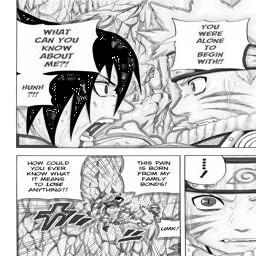 YOU
WERE
ALONE
TO
BEGIN
WITH!!
WHAT
CAN YOU
KNOW
ABOUT
ME?!
HUNH
?!!
THIS PAIN
IS BORN
FROM MY
FAMILY
BONDS!
HOW COULD
YOU EVER
KNOW WHAT
IT MEANS
TO LOSE
ANYTHING!!
UMK!